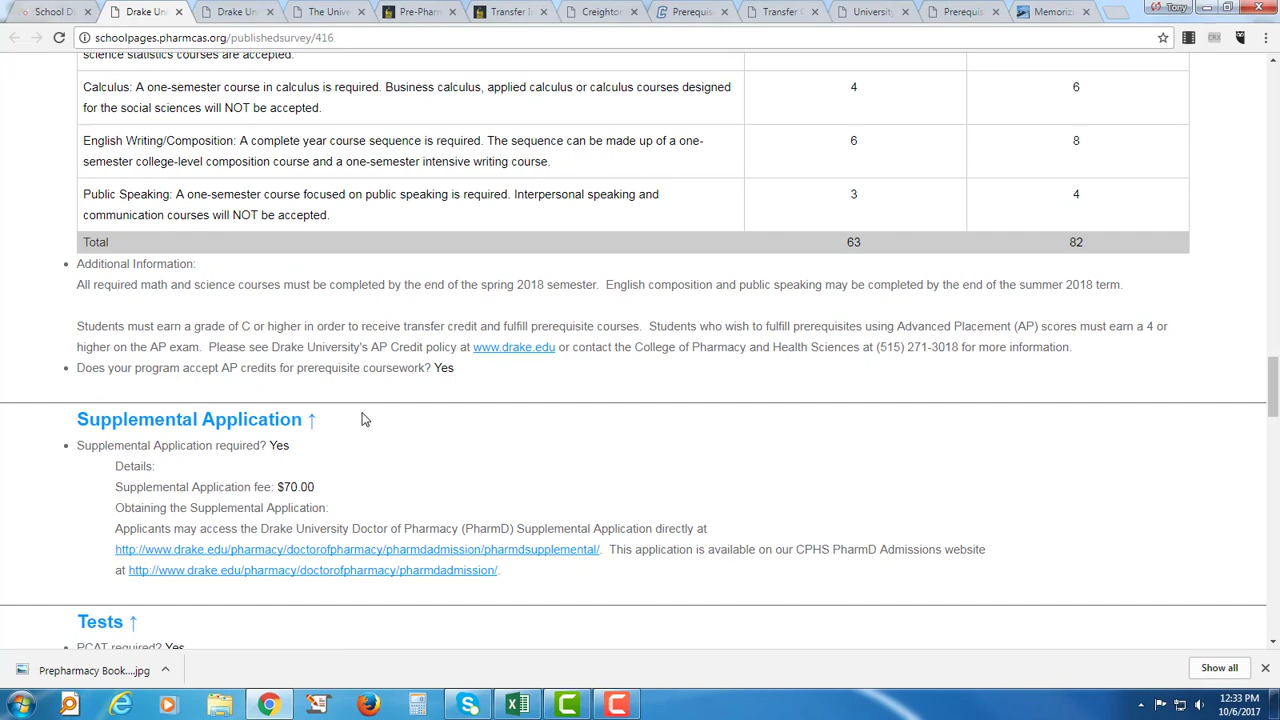 School Di
Drake Uni
Drake Un
The Unive
Pre-Pharm
Transfer I
Creighton
Prerequis
Transfer C
University
Prerequis
Memorizi
Tony
schoolpages.pharmcas.org/publishedsurvey/416
science statistics courses are accepted.
Calculus: A one-semester course in calculus is required. Business calculus, applied calculus or calculus courses designed
for the social sciences will NOT be accepted.
4
6
English Writing/Composition: A complete year course sequence is required. The sequence can be made up of a one-
semester college-level composition course and a one-semester intensive writing course.
6
8
Public Speaking: A one-semester course focused on public speaking is required. Interpersonal speaking and
communication courses will NOT be accepted.
3
4
Total 63 82
Additional Information:
All required math and science courses must be completed by the end of the spring 2018 semester. English composition and public speaking may be completed by the end of the summer 2018 term.
Students must earn a grade of C or higher in order to receive transfer credit and fulfill prerequisite courses. Students who wish to fulfill prerequisites using Advanced Placement (AP) scores must earn a 4 or
higher on the AP exam. Please see Drake University's AP Credit policy at www.drake.edu or contact the College of Pharmacy and Health Sciences at (515) 271-3018 for more information.
Does your program accept AP credits for prerequisite coursework? Yes
Supplemental Application ↑
Supplemental Application required? Yes
Details:
Supplemental Application fee: $70.00
Obtaining the Supplemental Application:
Applicants may access the Drake University Doctor of Pharmacy (PharmD) Supplemental Application directly at
http://www.drake.edu/pharmacy/doctorofpharmacy/pharmdadmission/pharmdsupplemental/. This application is available on our CPHS PharmD Admissions website
at http://www.drake.edu/pharmacy/doctorofpharmacy/pharmdadmission/.
Tests ↑
PCAT required? Yes
Prepharmacy Book....jpg
Show all
12:33 PM
10/6/2017